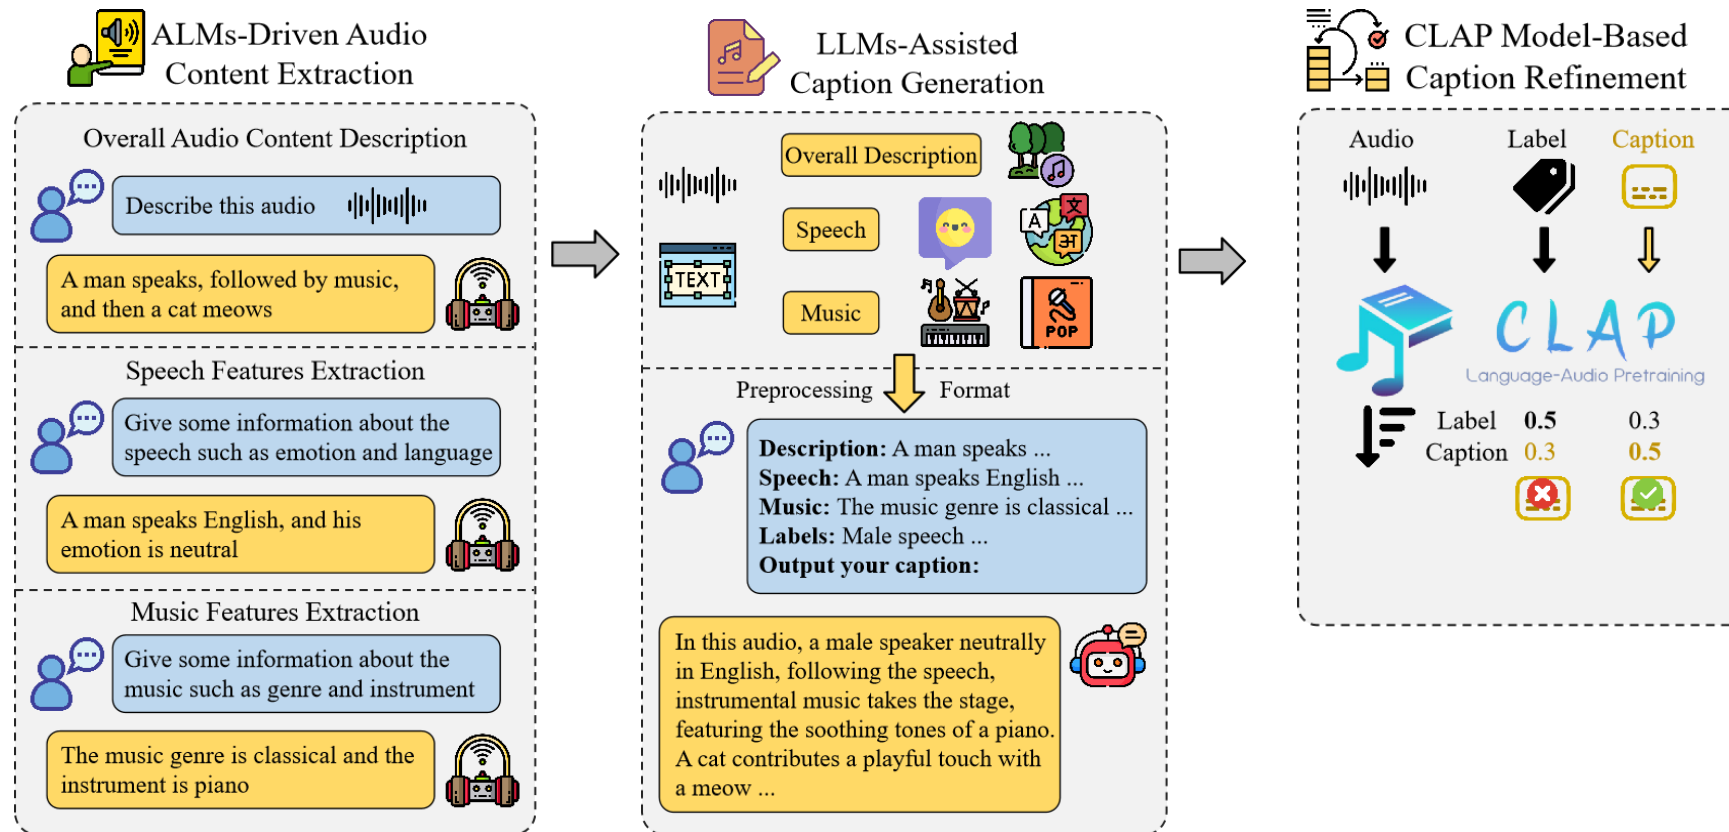 ALMs-Driven Audio
Content Extraction
Overall Audio Content Description
Describe this audio
A man speaks, followed by music,
and then a cat meows
Speech Features Extraction
Give some information about the
speech such as emotion and language
A man speaks English, and his
emotion is neutral
Music Features Extraction
Give some information about the
music such as genre and instrument
The music genre is classical and the
instrument is piano
LLMs-Assisted
Caption Generation
Overall Description
Speech
A
文
अ
TEXT
Music
POP
Preprocessing
Format
Description: A man speaks ...
Speech: A man speaks English ...
Music: The music genre is classical ...
Labels: Male speech ...
Output your caption:
In this audio, a male speaker neutrally
in English, following the speech,
instrumental music takes the stage,
featuring the soothing tones of a piano.
A cat contributes a playful touch with
a meow ...
CLAP Model-Based
Caption Refinement
Audio Label Caption
CLAP
Language-Audio Pretraining
Label 0.5 0.3
Caption 0.3 0.5